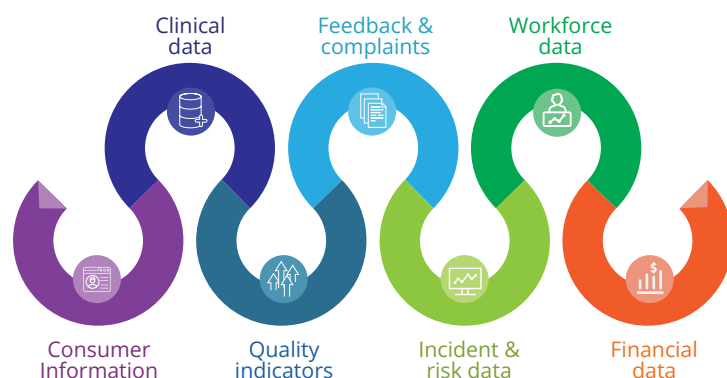 Clinical
data
Feedback &
complaints
Workforce
data
Consumer
Information
Quality
indicators
Incident &
risk data
Financial
data